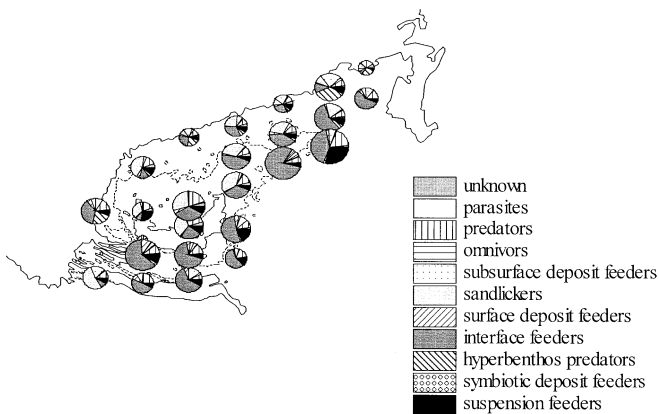 unknown
parasites
predators
omnivors
subsurface deposit feeders
sandlickers
surface deposit feeders
interface feeders
hyperbenthos predators
symbiotic deposit feeders
suspension feeders